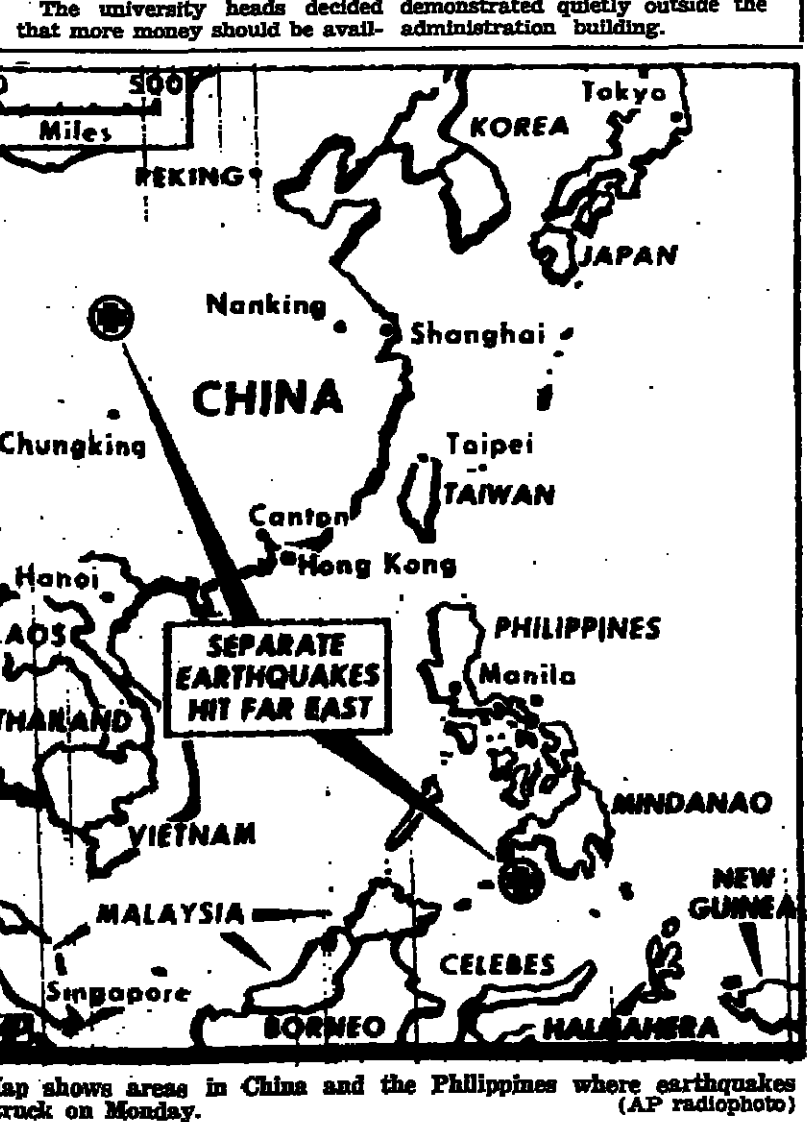 The university heads decided
that more money should be avail-
demonstrated quietly outside the
administration building.
500
Miles
Tokyo
KOREA
PEKING
JAPAN
Nanking
Shanghai
CHINA
Chungking
Taipei
TAIWAN
Canton
Hong Kong
Hanoi
LAOS
PHILIPPINES
SEPARATE
EARTHQUAKES
HIT FAR EAST
Manila
THAILAND
MINDANAO
VIETNAM
NEW
GUINEA
MALAYSIA
CELEBES
Singapore
BORNEO
HALMAHERA
ap shows areas in China and the Philippines where earthquakes
truck on Monday.
(AP radiophoto)